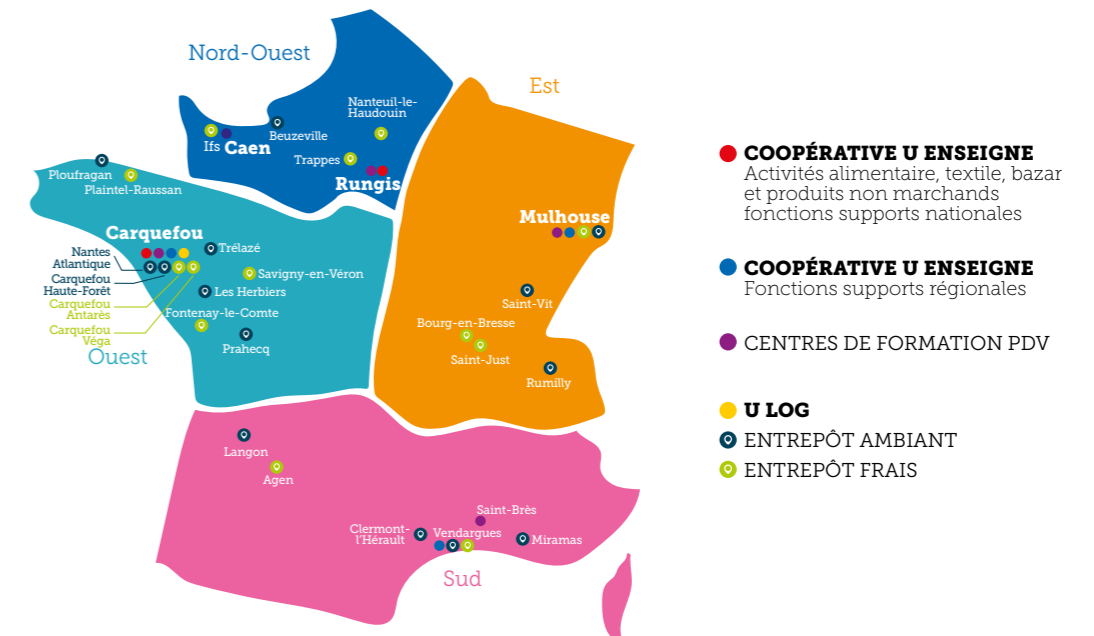 Nord-Ouest
Est
Nanteuil-le-
Haudouin
Beuzeville
Ifs Caen
Trappes
Rungis
Ploufragan
Plaintel-Raussan
Mulhouse
Carquefou
Nantes
Atlantique
Trélazé
Carquefou
Haute-Forêt
Savigny-en-Véron
Les Herbiers
Carquefou
Antarès
Fontenay-le-Comte
Carquefou
Véga
Prahecq
Ouest
Saint-Vit
Bourg-en-Bresse
Saint-Just
Rumilly
Langon
Agen
Saint-Brès
Clermont-
l'Hérault
Vendargues
Miramas
Sud
COOPÉRATIVE U ENSEIGNE
Activités alimentaire, textile, bazar
et produits non marchands
fonctions supports nationales
COOPÉRATIVE U ENSEIGNE
Fonctions supports régionales
CENTRES DE FORMATION PDV
U LOG
ENTREPÔT AMBIANT
ENTREPÔT FRAIS